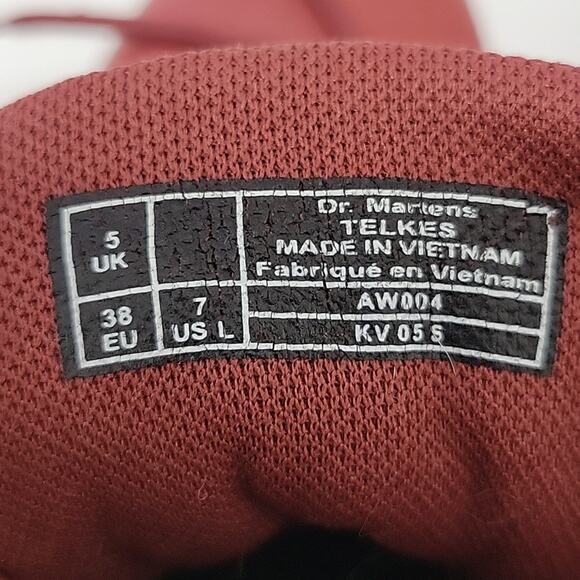 5
UK
38
EU
7
US L
Dr. Martens
TELKES
MADE IN VIETNAM
Fabriqué en Vietnam
AW004
KV 05 S